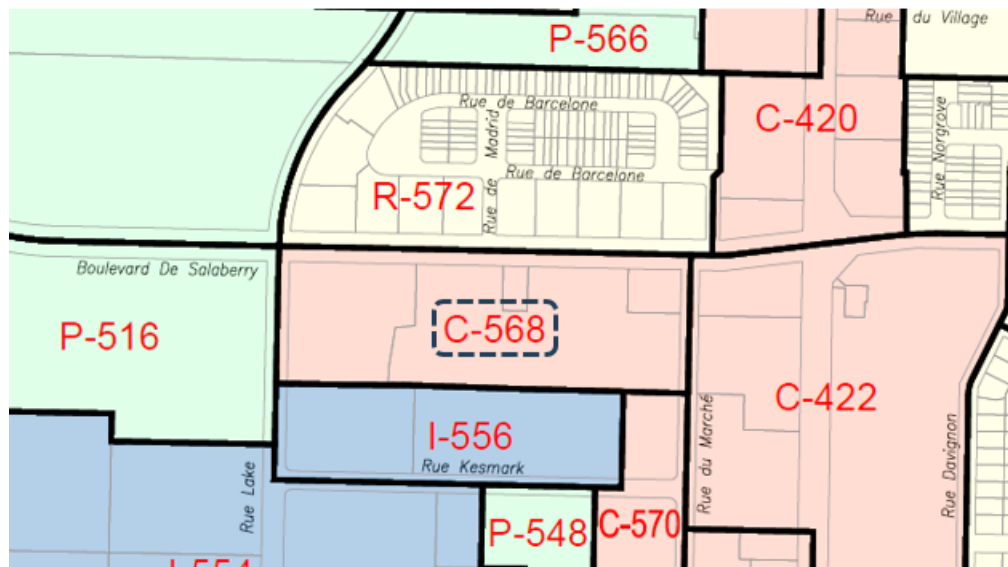 Rue du Village
P-566
Rue de Barcelone
C-420
Rue de Madrid
Rue Norgrove
Rue de Barcelone
R-572
Boulevard De Salaberry
P-516
C-568
C-422
Rue du Marché
Rue Davignon
I-556
Rue Kesmark
Rue Lake
P-548
C-570